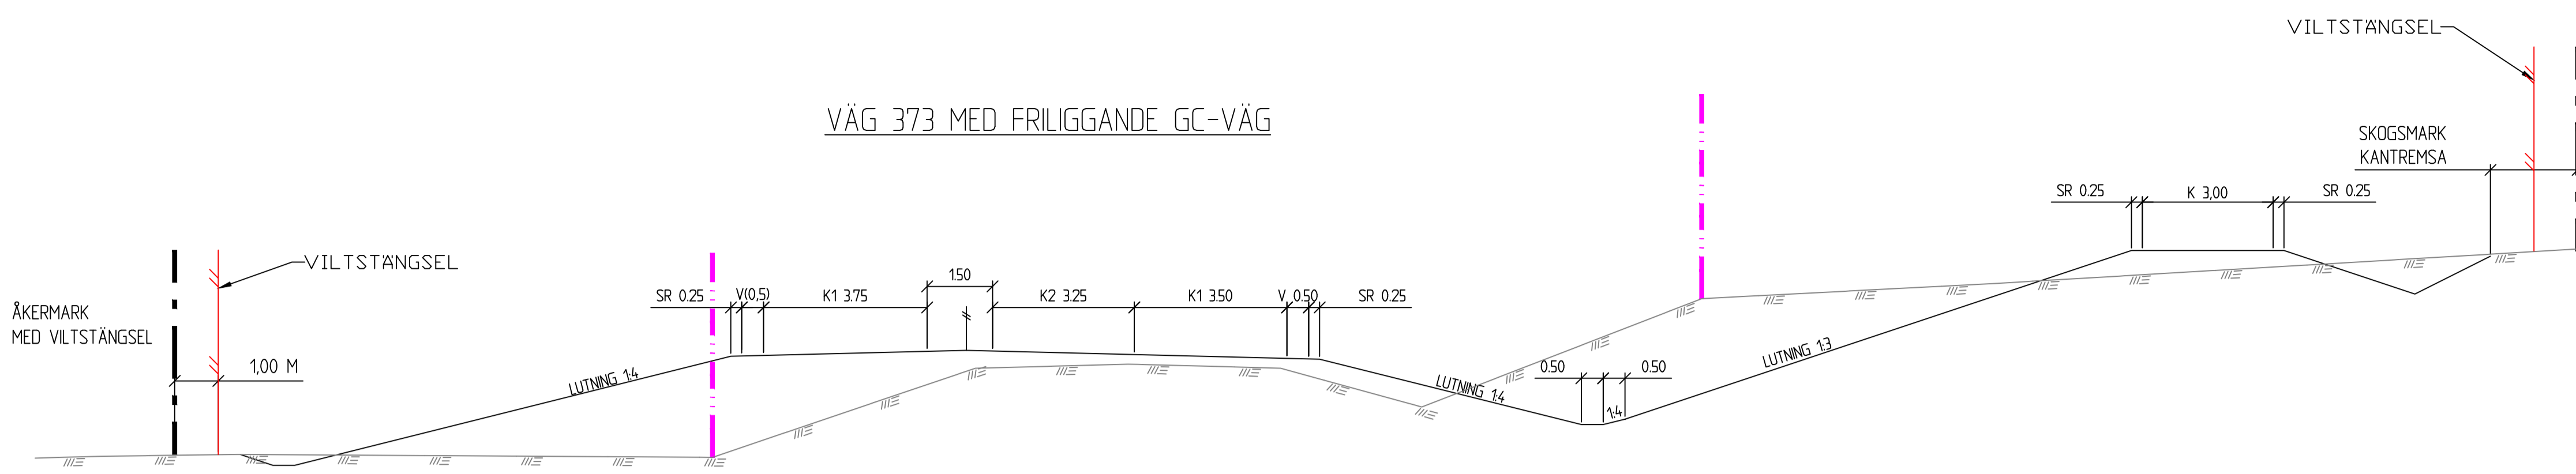 VILTSTÄNGSEL
VÄG 373 MED FRILIGGANDE GC-VÄG
SKOGSMARK
KANTREMSA
SR 0.25
K 3,00
SR 0.25
VILTSTÄNGSEL
1.50
SR 0.25
V(0,5)
K1 3.75
K2 3.25
K1 3.50
V 0.50
SR 0.25
ÅKERMARK
MED VILTSTÄNGSEL
1,00 M
LUTNING 1:4
LUTNING 1:4
0.50
0.50
1:4
LUTNING 1:3